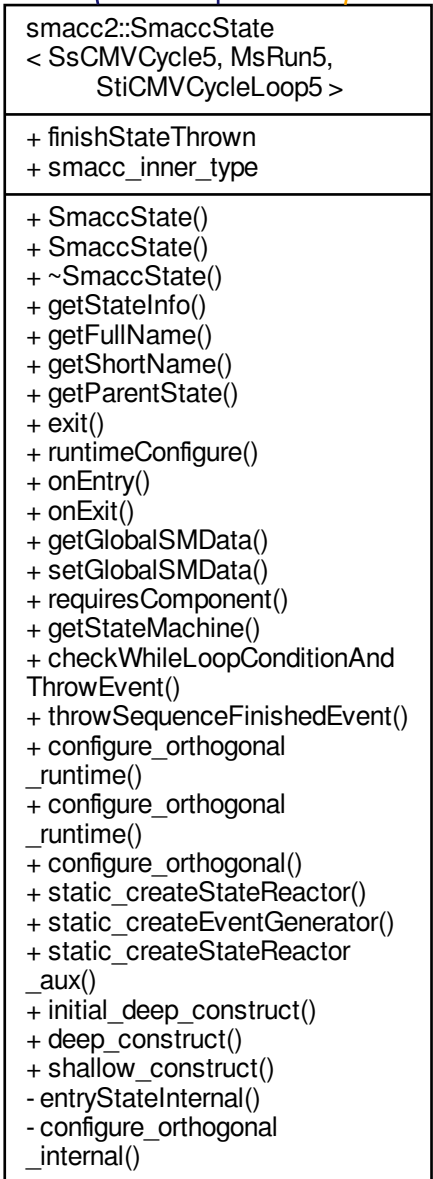 smacc2::SmaccState
< SsCMVCycle5, MsRun5,
StiCMVCycleLoop5 >
+ finishStateThrown
+ smacc_inner_type
+ SmaccState()
+ SmaccState()
+ ~SmaccState()
+ getStateInfo()
+ getFullName()
+ getShortName()
+ getParentState()
+ exit()
+ runtimeConfigure()
+ onEntry()
+ onExit()
+ getGlobalSMData()
+ setGlobalSMData()
+ requiresComponent()
+ getStateMachine()
+ checkWhileLoopConditionAnd
ThrowEvent()
+ throwSequenceFinishedEvent()
+ configure_orthogonal
_runtime()
+ configure_orthogonal
_runtime()
+ configure_orthogonal()
+ static_createStateReactor()
+ static_createEventGenerator()
+ static_createStateReactor
_aux()
+ initial_deep_construct()
+ deep_construct()
+ shallow_construct()
- entryStateInternal()
- configure_orthogonal
_internal()